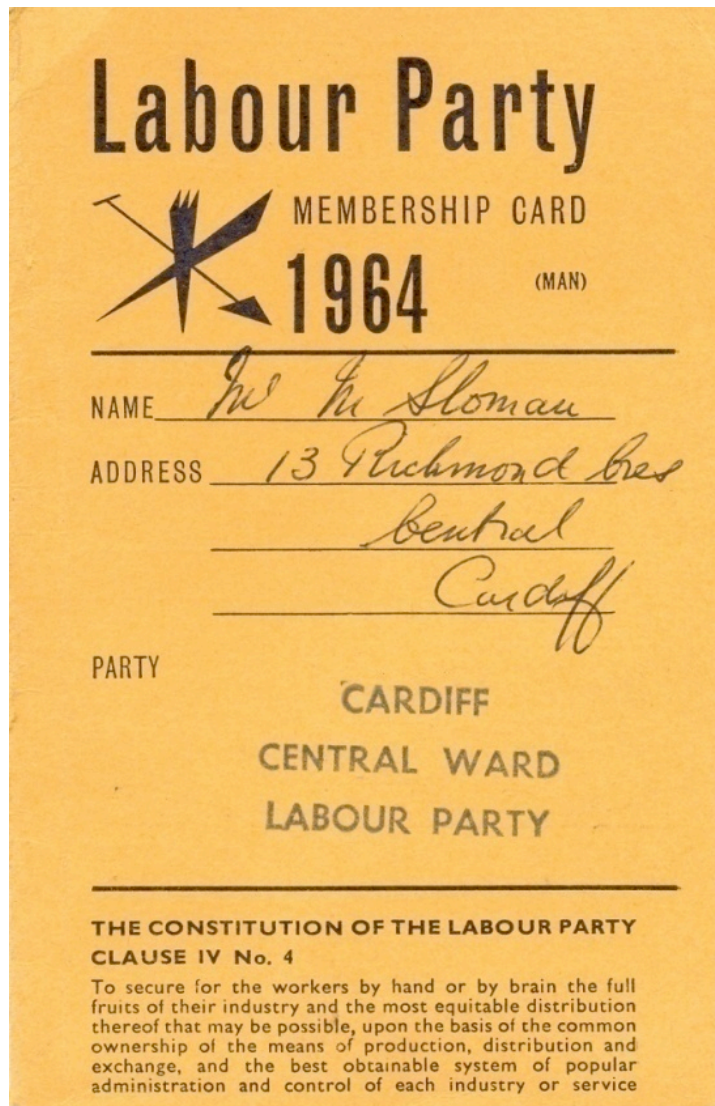 Labour Party
MEMBERSHIP CARD
1964 (MAN)
NAME Mr M Sloman
ADDRESS 13 Richmond Cres
Central
Cardiff
PARTY
CARDIFF
CENTRAL WARD
LABOUR PARTY
THE CONSTITUTION OF THE LABOUR PARTY
CLAUSE IV No. 4
To secure for the workers by hand or by brain the full
fruits of their industry and the most equitable distribution
thereof that may be possible, upon the basis of the common
ownership of the means of production, distribution and
exchange, and the best obtainable system of popular
administration and control of each industry or service